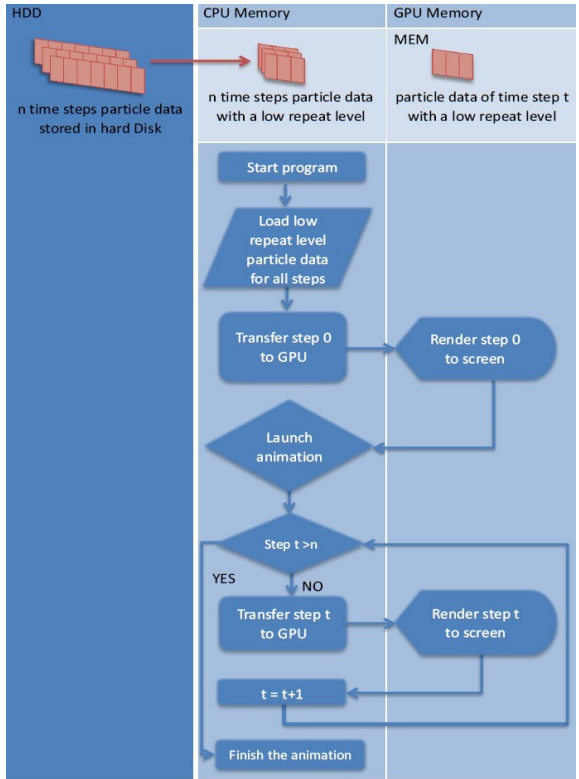 HDD
CPU Memory
GPU Memory
MEM
n time steps particle data
stored in hard Disk
n time steps particle data
with a low repeat level
particle data of time step t
with a low repeat level
Start program
Load low
repeat level
particle data
for all steps
Transfer step 0
to GPU
Render step 0
to screen
Launch
animation
Step t >n
YES
NO
Transfer step t
to GPU
Render step t
to screen
t = t+1
Finish the animation